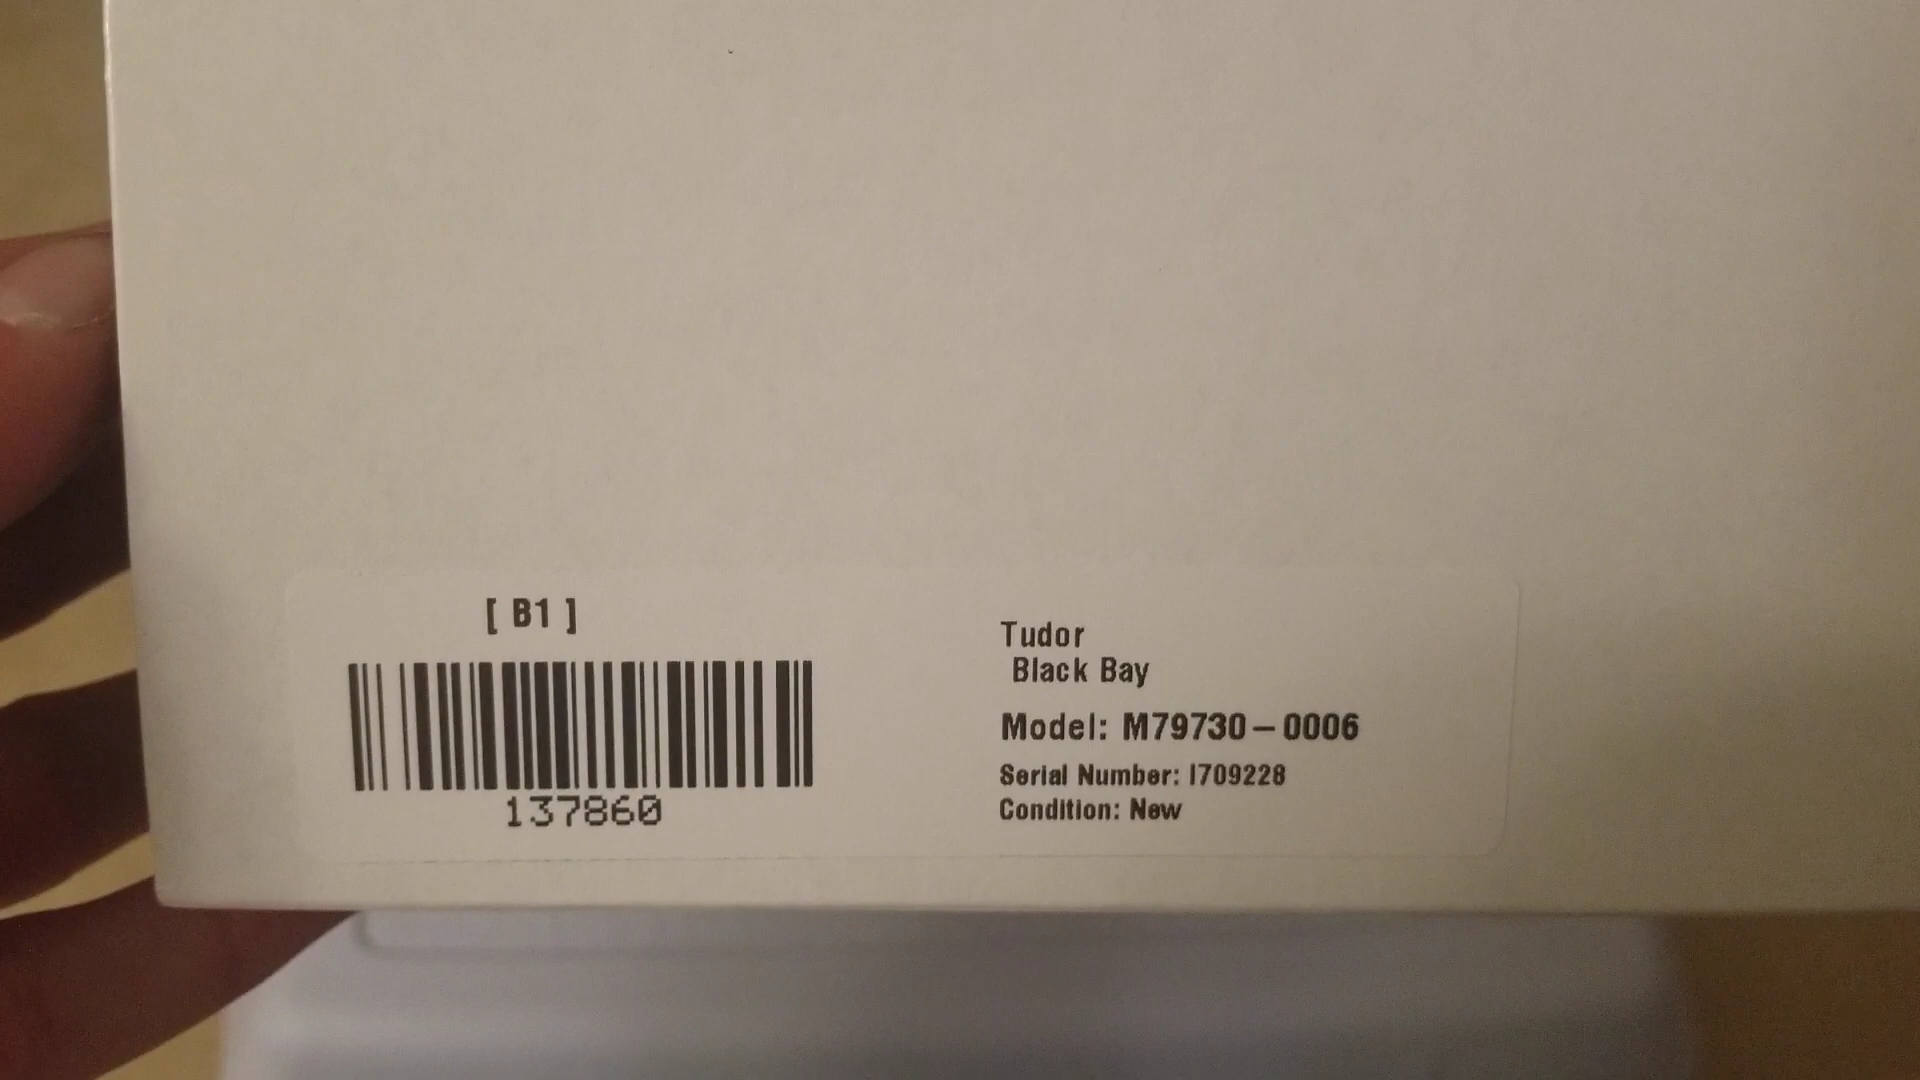 [ B1 ]
137860
Tudor
Black Bay
Model: M79730-0006
Serial Number: I709228
Condition: New